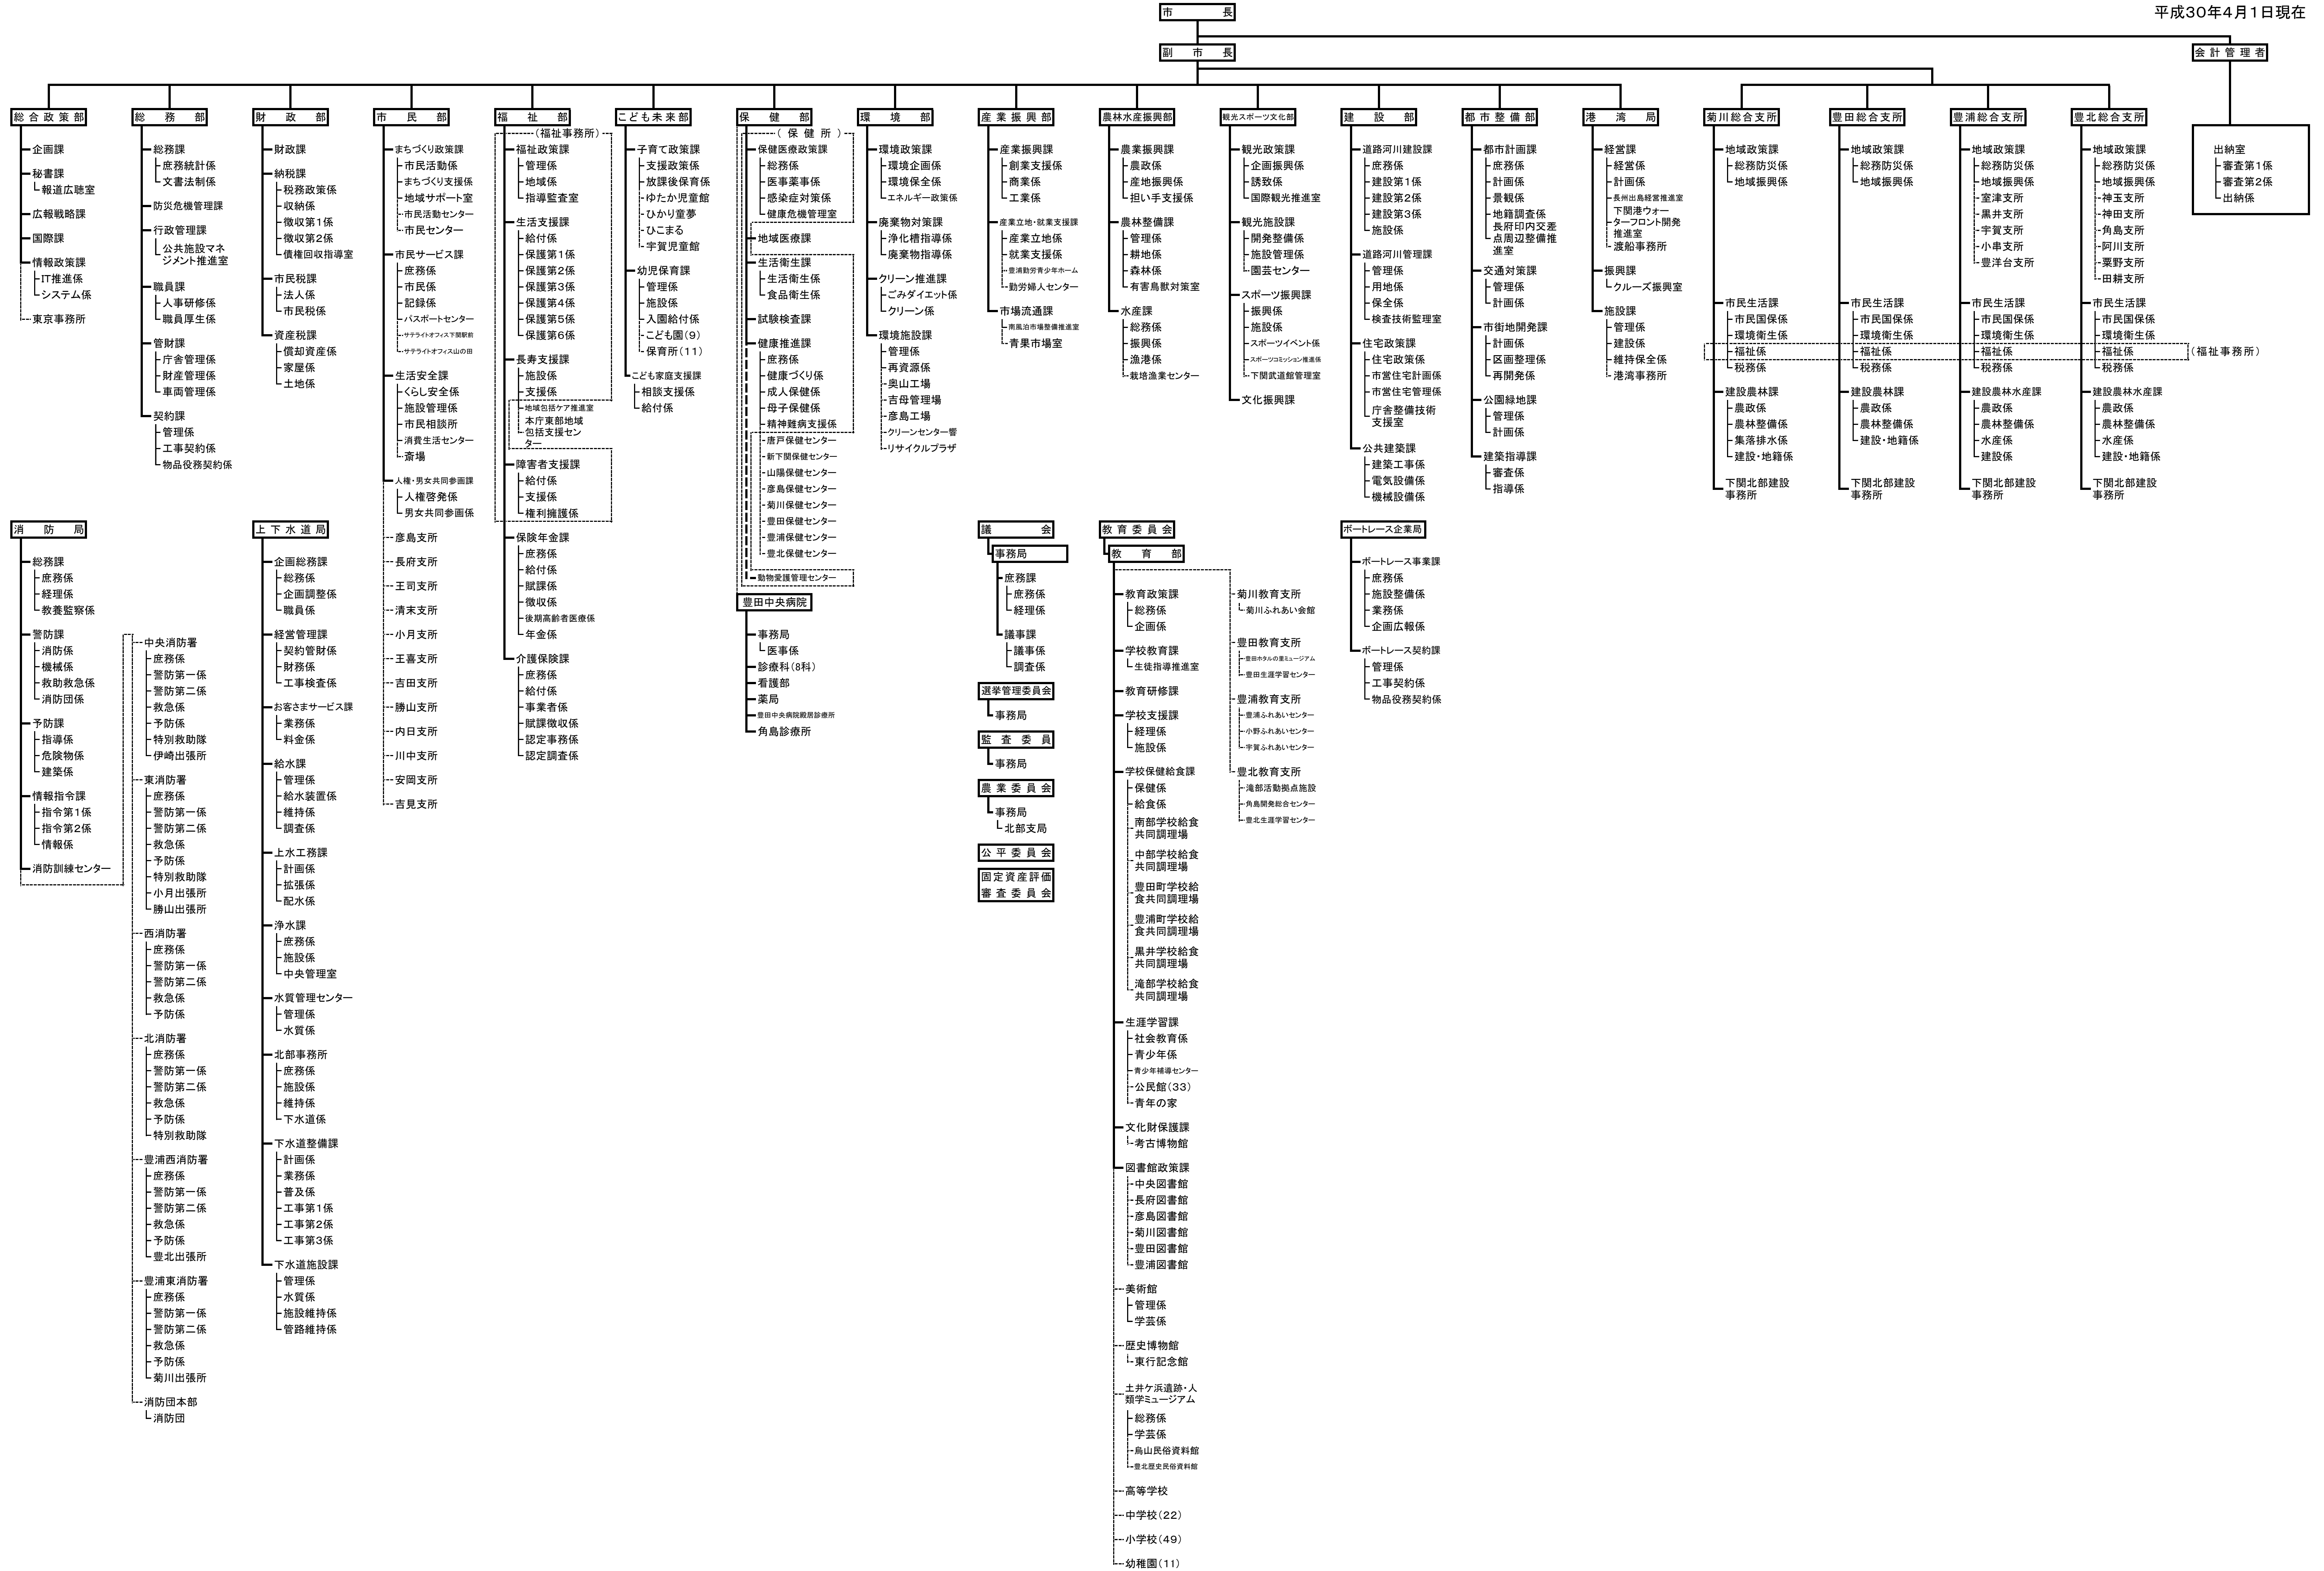 平成30年4月1日現在
市長
副市長
会計管理者
出納室
審査第1係
審査第2係
出納係
総合政策部
企画課
秘書課
報道広聴室
広報戦略課
国際課
情報政策課
IT推進係
システム係
東京事務所
総務部
総務課
庶務統計係
文書法制係
防災危機管理課
行政管理課
公共施設マネ
ジメント推進室
職員課
人事研修係
職員厚生係
管財課
庁舎管理係
財産管理係
車両管理係
契約課
管理係
工事契約係
物品役務契約係
財政部
財政課
納税課
税務政策係
収納係
徴収第1係
徴収第2係
債権回収指導室
市民税課
法人係
市民税係
資産税課
償却資産係
家屋係
土地係
市民部
まちづくり政策課
市民活動係
まちづくり支援係
地域サポート室
市民活動センター
市民センター
市民サービス課
庶務係
市民係
記録係
パスポートセンター
サテライトオフィス下関駅前
サテライトオフィス山の田
生活安全課
くらし安全係
施設管理係
市民相談所
消費生活センター
斎場
人権・男女共同参画課
人権啓発係
男女共同参画係
彦島支所
長府支所
王司支所
清末支所
小月支所
王喜支所
吉田支所
勝山支所
内日支所
川中支所
安岡支所
吉見支所
福祉部
(福祉事務所)
福祉政策課
管理係
地域係
指導監査室
生活支援課
給付係
保護第1係
保護第2係
保護第3係
保護第4係
保護第5係
保護第6係
長寿支援課
施設係
支援係
地域包括ケア推進室
本庁東部地域
包括支援セン
ター
障害者支援課
給付係
支援係
権利擁護係
保険年金課
庶務係
給付係
賦課係
徴収係
後期高齢者医療係
年金係
介護保険課
庶務係
給付係
事業者係
賦課徴収係
認定事務係
認定調査係
こども未来部
子育て政策課
支援政策係
放課後保育係
ゆたか児童館
ひかり童夢
ひこまる
宇賀児童館
幼児保育課
管理係
施設係
入園給付係
こども園(9)
保育所(11)
こども家庭支援課
相談支援係
給付係
保健部
(保健所)
保健医療政策課
総務係
医事薬事係
感染症対策係
健康危機管理室
地域医療課
生活衛生課
生活衛生係
食品衛生係
試験検査課
健康推進課
庶務係
健康づくり係
成人保健係
母子保健係
精神難病支援係
唐戸保健センター
新下関保健センター
山陽保健センター
彦島保健センター
菊川保健センター
豊田保健センター
豊浦保健センター
豊北保健センター
動物愛護管理センター
豊田中央病院
事務局
医事係
診療科(8科)
看護部
薬局
豊田中央病院殿居診療所
角島診療所
環境部
環境政策課
環境企画係
環境保全係
エネルギー政策係
廃棄物対策課
浄化槽指導係
廃棄物指導係
クリーン推進課
ごみダイエット係
クリーン係
環境施設課
管理係
再資源係
奥山工場
吉母管理場
彦島工場
クリーンセンター響
リサイクルプラザ
産業振興部
産業振興課
創業支援係
商業係
工業係
産業立地・就業支援課
産業立地係
就業支援係
豊浦勤労青少年ホーム
勤労婦人センター
市場流通課
南風泊市場整備推進室
青果市場室
農林水産振興部
農業振興課
農政係
産地振興係
担い手支援係
農林整備課
管理係
耕地係
森林係
有害鳥獣対策室
水産課
総務係
振興係
漁港係
栽培漁業センター
観光スポーツ文化部
観光政策課
企画振興係
誘致係
国際観光推進室
観光施設課
開発整備係
施設管理係
園芸センター
スポーツ振興課
振興係
施設係
スポーツイベント係
スポーツコミッション推進係
下関武道館管理室
文化振興課
建設部
道路河川建設課
庶務係
建設第1係
建設第2係
建設第3係
施設係
道路河川管理課
管理係
用地係
保全係
検査技術監理室
住宅政策課
住宅政策係
市営住宅計画係
市営住宅管理係
庁舎整備技術
支援室
公共建築課
建築工事係
電気設備係
機械設備係
都市整備部
都市計画課
庶務係
計画係
景観係
地籍調査係
長府印内交差
点周辺整備推
進室
交通対策課
管理係
計画係
市街地開発課
計画係
区画整理係
再開発係
公園緑地課
管理係
計画係
建築指導課
審査係
指導係
港湾局
経営課
経営係
計画係
長州出島経営推進室
下関港ウォー
ターフロント開発
推進室
渡船事務所
振興課
クルーズ振興室
施設課
管理係
建設係
維持保全係
港湾事務所
菊川総合支所
地域政策課
総務防災係
地域振興係
市民生活課
市民国保係
環境衛生係
福祉係
税務係
建設農林課
農政係
農林整備係
集落排水係
建設・地籍係
下関北部建設
事務所
豊田総合支所
地域政策課
総務防災係
地域振興係
市民生活課
市民国保係
環境衛生係
福祉係
税務係
建設農林課
農政係
農林整備係
建設・地籍係
下関北部建設
事務所
豊浦総合支所
地域政策課
総務防災係
地域振興係
室津支所
黒井支所
宇賀支所
小串支所
豊洋台支所
市民生活課
市民国保係
環境衛生係
福祉係
税務係
建設農林水産課
農政係
農林整備係
水産係
建設係
下関北部建設
事務所
豊北総合支所
地域政策課
総務防災係
地域振興係
神玉支所
神田支所
角島支所
阿川支所
粟野支所
田耕支所
市民生活課
市民国保係
環境衛生係
福祉係
税務係
(福祉事務所)
建設農林水産課
農政係
農林整備係
水産係
建設・地籍係
下関北部建設
事務所
消防局
総務課
庶務係
経理係
教養監察係
警防課
消防係
機械係
救助救急係
消防団係
予防課
指導係
危険物係
建築係
情報指令課
指令第1係
指令第2係
情報係
消防訓練センター
中央消防署
庶務係
警防第一係
警防第二係
救急係
予防係
特別救助隊
伊崎出張所
東消防署
庶務係
警防第一係
警防第二係
救急係
予防係
特別救助隊
小月出張所
勝山出張所
西消防署
庶務係
警防第一係
警防第二係
救急係
予防係
北消防署
庶務係
警防第一係
警防第二係
救急係
予防係
特別救助隊
豊浦西消防署
庶務係
警防第一係
警防第二係
救急係
予防係
豊北出張所
豊浦東消防署
庶務係
警防第一係
警防第二係
救急係
予防係
菊川出張所
消防団本部
消防団
上下水道局
企画総務課
総務係
企画調整係
職員係
経営管理課
契約管財係
財務係
工事検査係
お客さまサービス課
業務係
料金係
給水課
管理係
給水装置係
維持係
調査係
上水工務課
計画係
拡張係
配水係
浄水課
庶務係
施設係
中央管理室
水質管理センター
管理係
水質係
北部事務所
庶務係
施設係
維持係
下水道係
下水道整備課
計画係
業務係
普及係
工事第1係
工事第2係
工事第3係
下水道施設課
管理係
水質係
施設維持係
管路維持係
議会
事務局
庶務課
庶務係
経理係
議事課
議事係
調査係
選挙管理委員会
事務局
監査委員
事務局
農業委員会
事務局
北部支局
公平委員会
固定資産評価
審査委員会
教育委員会
教育部
教育政策課
総務係
企画係
学校教育課
生徒指導推進室
教育研修課
学校支援課
経理係
施設係
学校保健給食課
保健係
給食係
南部学校給食
共同調理場
中部学校給食
共同調理場
豊田町学校給
食共同調理場
豊浦町学校給
食共同調理場
黒井学校給食
共同調理場
滝部学校給食
共同調理場
生涯学習課
社会教育係
青少年係
青少年補導センター
公民館(33)
青年の家
文化財保護課
考古博物館
図書館政策課
中央図書館
長府図書館
彦島図書館
菊川図書館
豊田図書館
豊浦図書館
美術館
管理係
学芸係
歴史博物館
東行記念館
土井ケ浜遺跡・人
類学ミュージアム
総務係
学芸係
烏山民俗資料館
豊北歴史民俗資料館
高等学校
中学校(22)
小学校(49)
幼稚園(11)
菊川教育支所
菊川ふれあい会館
豊田教育支所
豊田ホタルの里ミュージアム
豊田生涯学習センター
豊浦教育支所
豊浦ふれあいセンター
小野ふれあいセンター
宇賀ふれあいセンター
豊北教育支所
滝部活動拠点施設
角島開発総合センター
豊北生涯学習センター
ボートレース企業局
ボートレース事業課
庶務係
施設整備係
業務係
企画広報係
ボートレース契約課
管理係
工事契約係
物品役務契約係